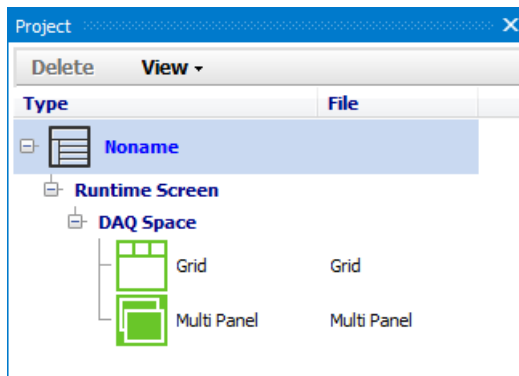 Project
Delete View
Type File
Noname
Runtime Screen
DAQ Space
Grid Grid
Multi Panel Multi Panel